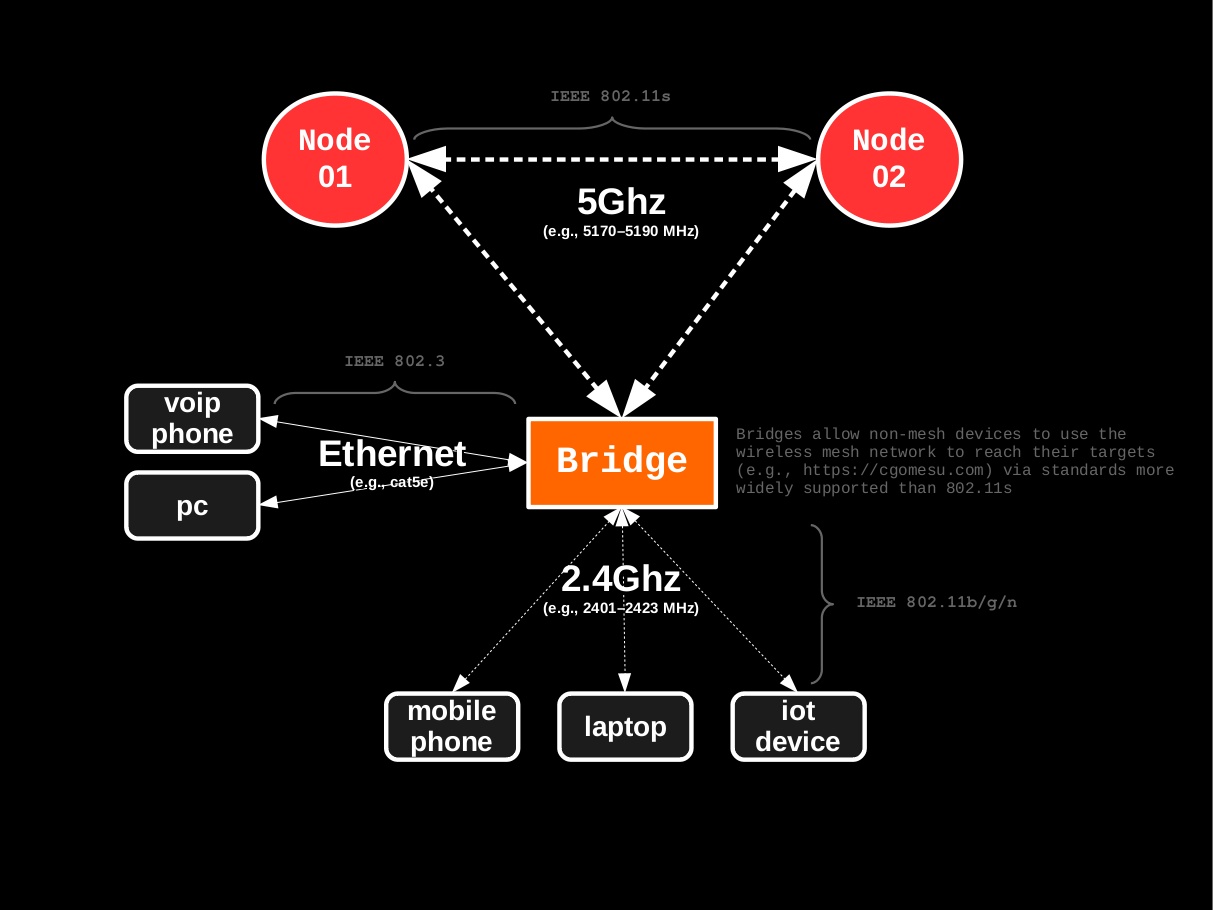 IEEE 802.11s
Node
01
Node
02
5Ghz
(e.g., 5170–5190 MHz)
IEEE 802.3
voip
phone
Ethernet
(e.g., cat5e)
pc
Bridge
Bridges allow non-mesh devices to use the
wireless mesh network to reach their targets
(e.g., https://cgomesu.com) via standards more
widely supported than 802.11s
2.4Ghz
(e.g., 2401–2423 MHz)
IEEE 802.11b/g/n
mobile
phone
laptop
iot
device